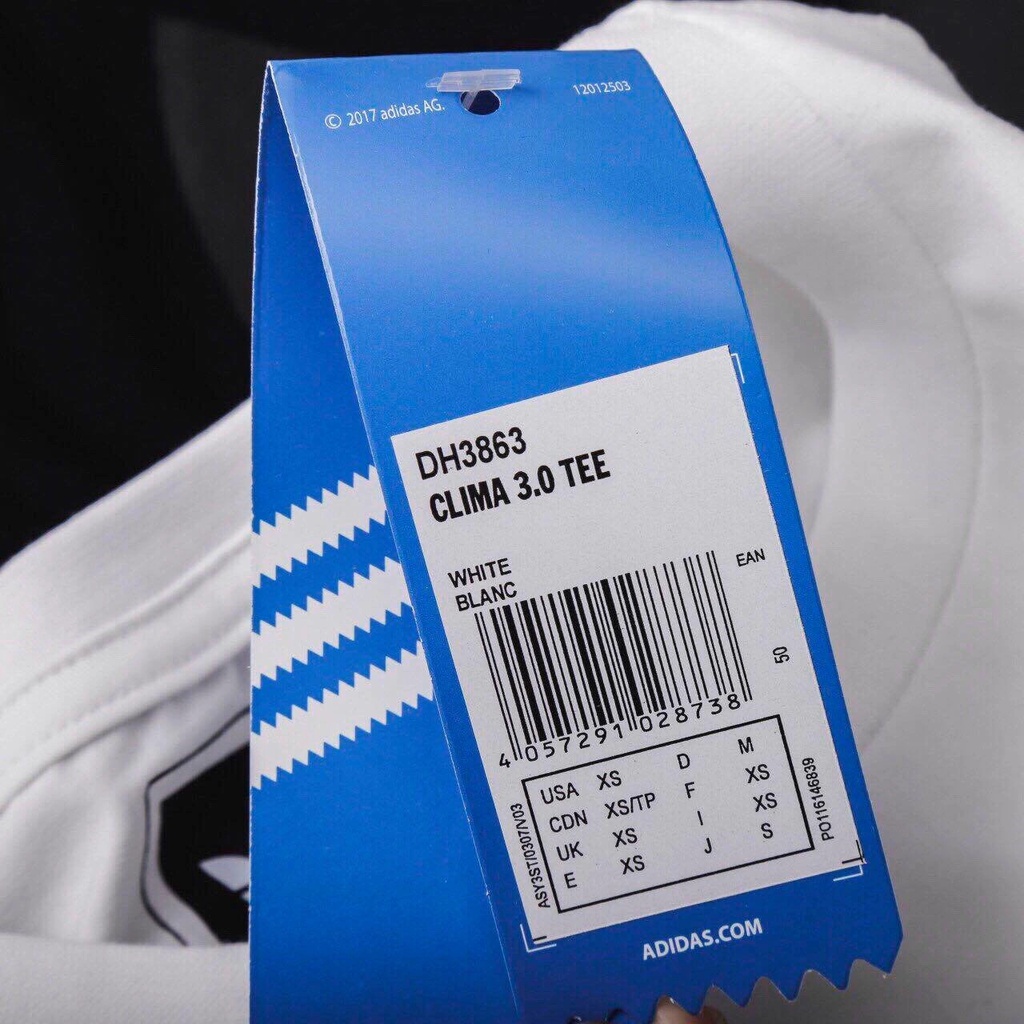 © 2017 adidas AG.
12012503
DH3863
CLIMA 3.0 TEE
WHITE
BLANC
EAN
50
4 057291 028738
USA XS D M
CDN XS/TP F XS
UK XS I XS
E XS J S
ASY3ST/0307/V03
PO116146839
ADIDAS.COM